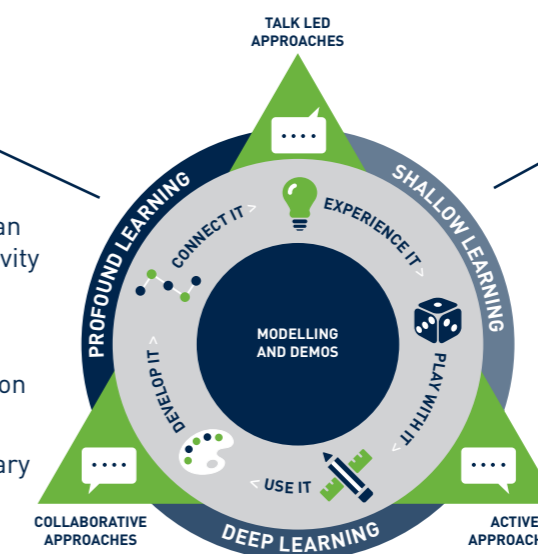 TALK LED
APPROACHES
PROFOUND LEARNING
SHALLOW LEARNING
CONNECT IT >
EXPERIENCE IT >
an
vity
MODELLING
AND DEMOS
PLAY WITH IT >
DEVELOP IT >
on
ary
< USE IT
COLLABORATIVE
APPROACHES
DEEP LEARNING
ACTIVE
APPROACH